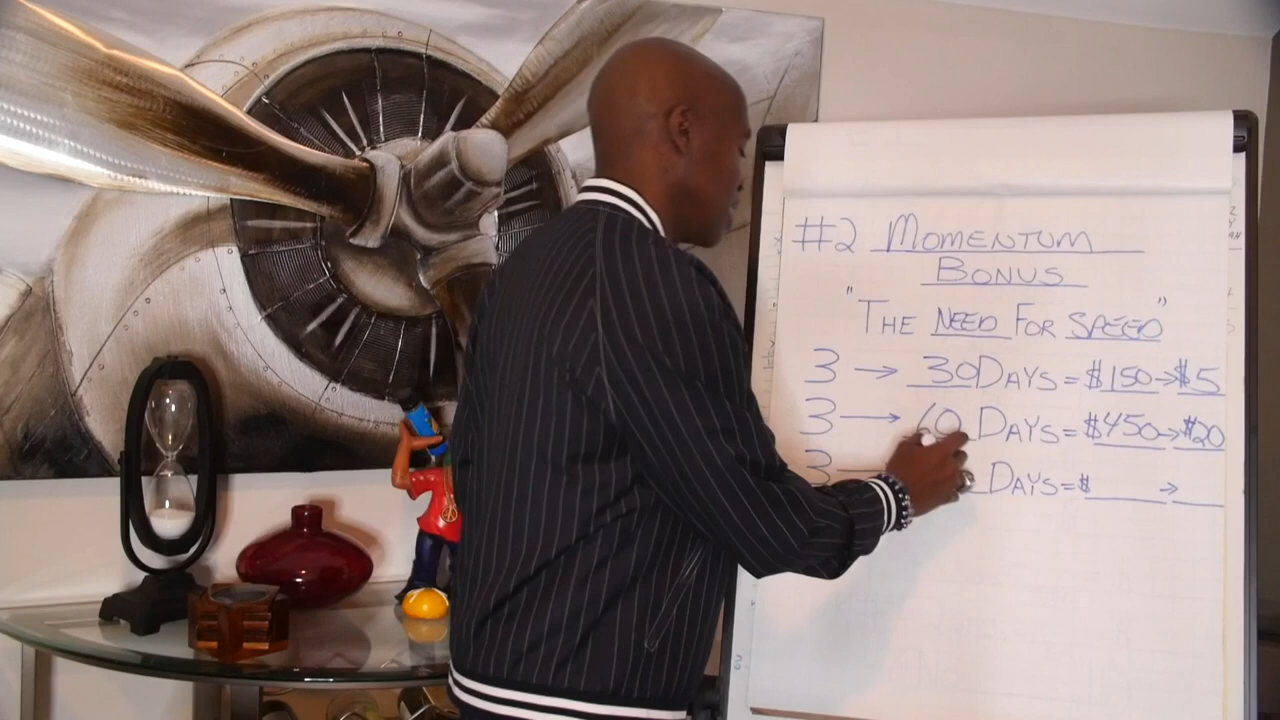 #2 MOMENTUM
BONUS
"THE NEED FOR SPEED"
3 → 30 DAYS = $150 → $5
3 → 60 DAYS = $450 → $20
3 DAYS = $ →